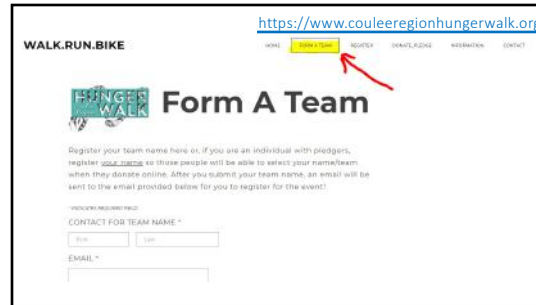 https://www.couleeregionhungerwalk.org
WALK.RUN.BIKE
HOME FORM A TEAM REGISTER DONATE/PLEDGE INFORMATION CONTACT
HUNGER WALK
Form A Team
Register your team name here or, if you are an individual with pledgers,
register your name so those people will be able to select your name/team
when they donate online. After you submit your team name, an email will be
sent to the email provided below for you to register for the event!
CONTACT FOR TEAM NAME *
First Last
EMAIL *